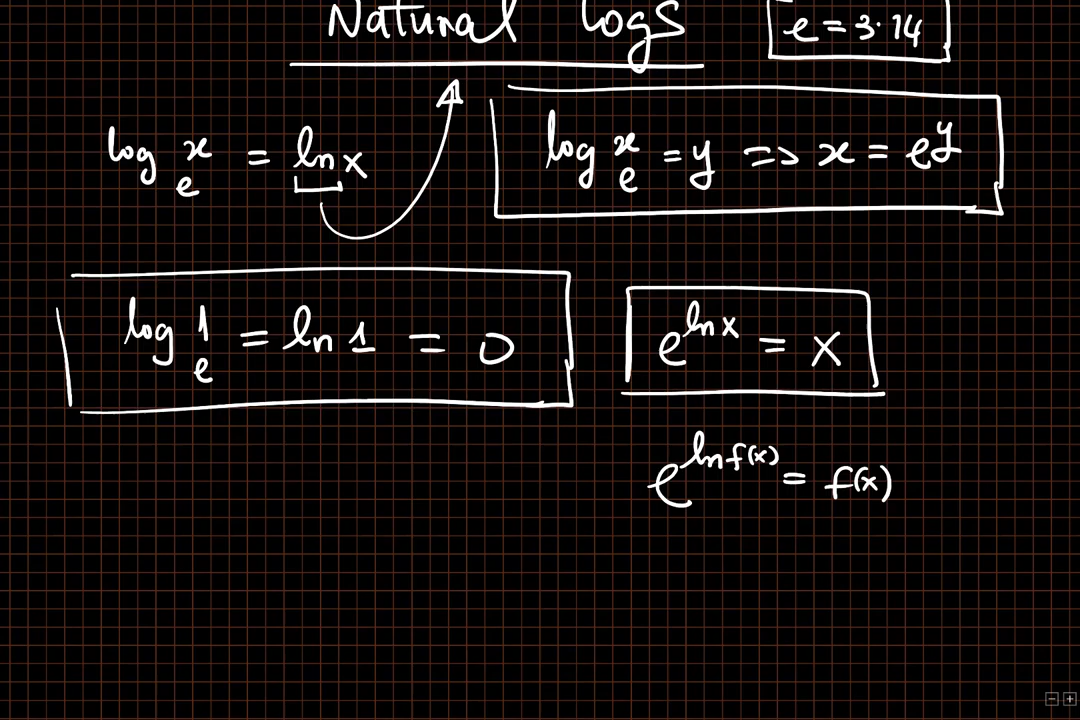 Natural logs e = 3.14
log_e x = ln x
log_e x = y => x = e^y
log_e 1 = ln 1 = 0
e^{ln x} = x
e^{ln f(x)} = f(x)